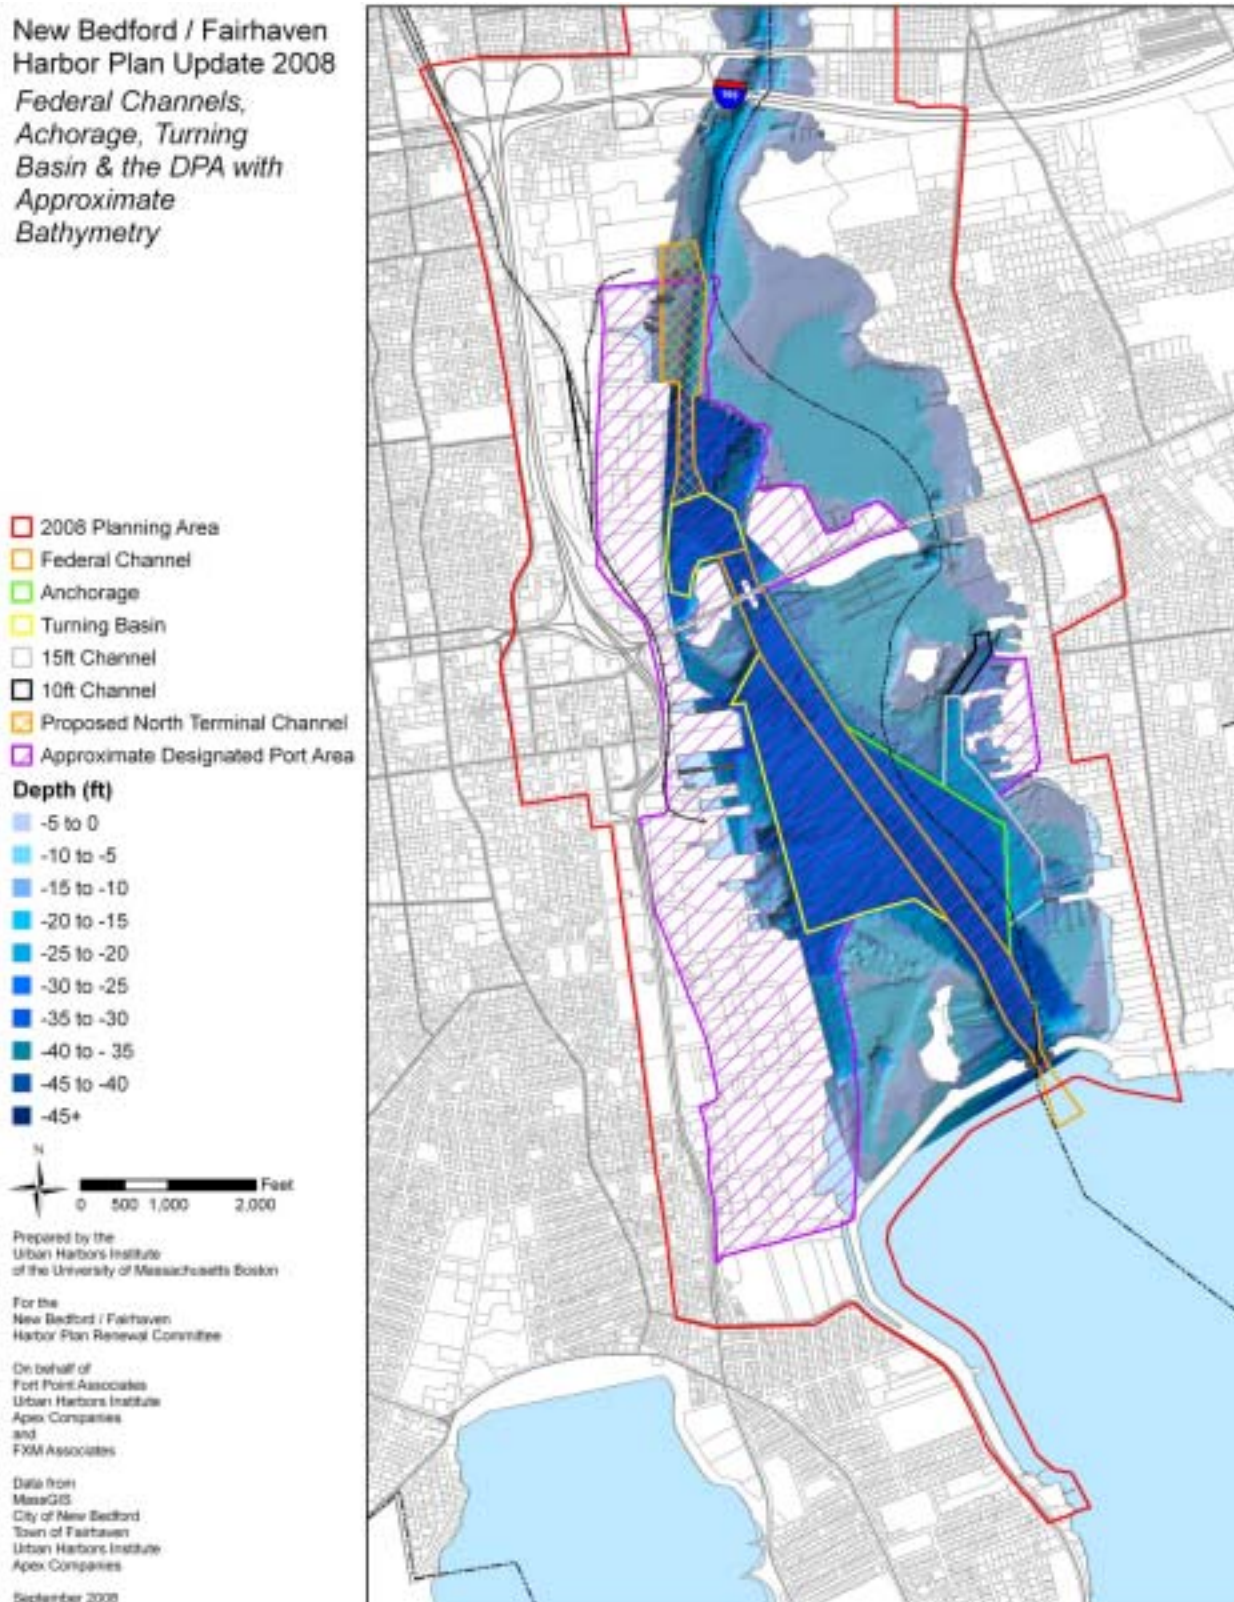 New Bedford / Fairhaven
Harbor Plan Update 2008
Federal Channels,
Achorage, Turning
Basin & the DPA with
Approximate
Bathymetry
2008 Planning Area
Federal Channel
Anchorage
Turning Basin
15ft Channel
10ft Channel
Proposed North Terminal Channel
Approximate Designated Port Area
Depth (ft)
-5 to 0
-10 to -5
-15 to -10
-20 to -15
-25 to -20
-30 to -25
-35 to -30
-40 to - 35
-45 to -40
-45+
N
Feet
0 500 1,000 2,000
Prepared by the
Urban Harbors Institute
of the University of Massachusetts Boston
For the
New Bedford / Fairhaven
Harbor Plan Renewal Committee
On behalf of
Fort Point Associates
Urban Harbors Institute
Apex Companies
and
FXM Associates
Data from
MassGIS
City of New Bedford
Town of Fairhaven
Urban Harbors Institute
Apex Companies
September 2008